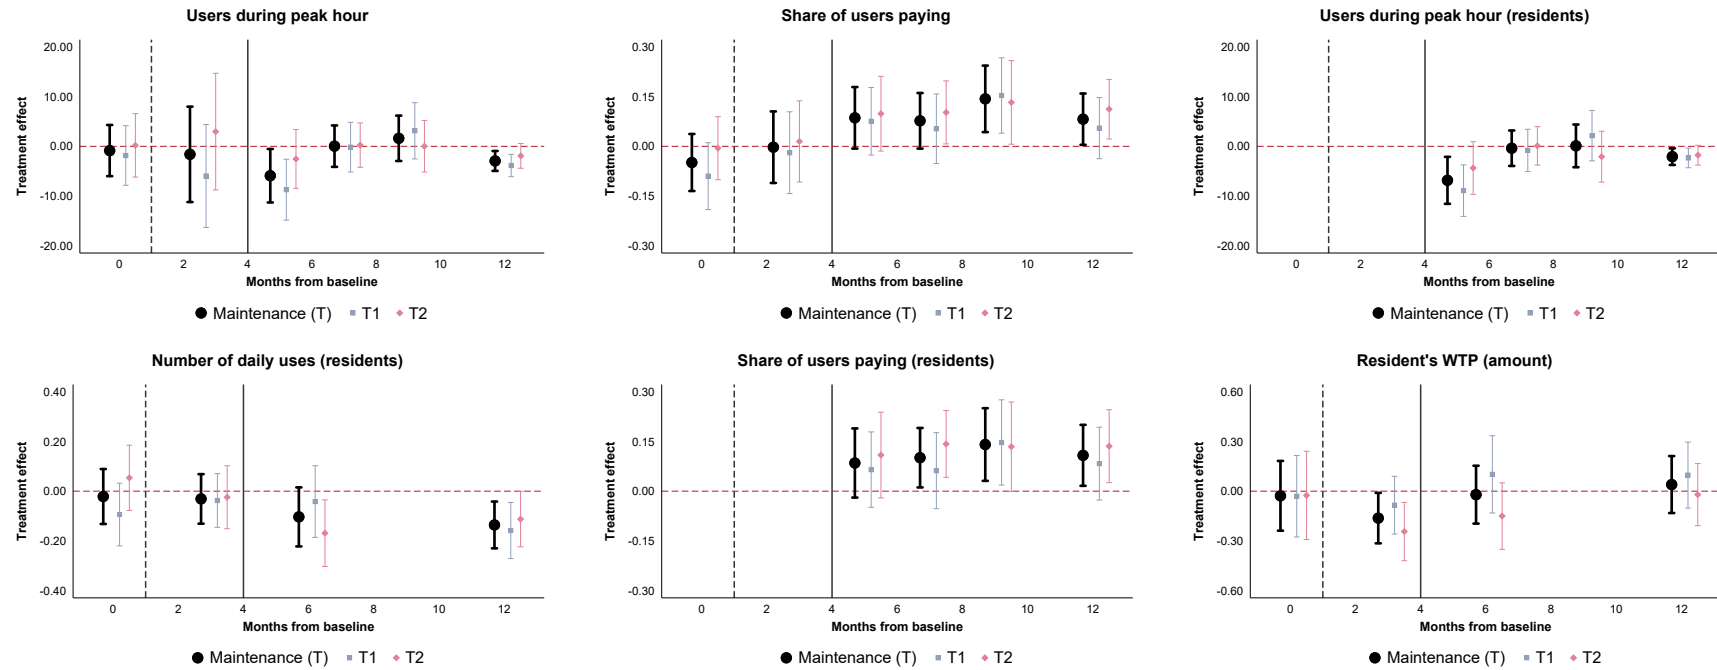 Users during peak hour
Treatment effect
20.00
10.00
0.00
-10.00
-20.00
0 2 4 6 8 10 12
Months from baseline
Maintenance (T) T1 T2
Share of users paying
Treatment effect
0.30
0.15
0.00
-0.15
-0.30
0 2 4 6 8 10 12
Months from baseline
Maintenance (T) T1 T2
Users during peak hour (residents)
Treatment effect
20.00
10.00
0.00
-10.00
-20.00
0 2 4 6 8 10 12
Months from baseline
Maintenance (T) T1 T2
Number of daily uses (residents)
Treatment effect
0.40
0.20
0.00
-0.20
-0.40
0 2 4 6 8 10 12
Months from baseline
Maintenance (T) T1 T2
Share of users paying (residents)
Treatment effect
0.30
0.15
0.00
-0.15
-0.30
0 2 4 6 8 10 12
Months from baseline
Maintenance (T) T1 T2
Resident's WTP (amount)
Treatment effect
0.60
0.30
0.00
-0.30
-0.60
0 2 4 6 8 10 12
Months from baseline
Maintenance (T) T1 T2